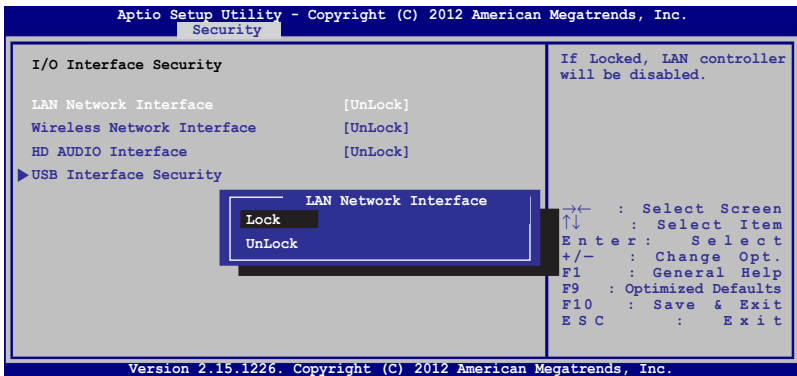 Aptio Setup Utility - Copyright (C) 2012 American Megatrends, Inc.
Security
I/O Interface Security
LAN Network Interface [UnLock]
Wireless Network Interface [UnLock]
HD AUDIO Interface [UnLock]
USB Interface Security
If Locked, LAN controller
will be disabled.
LAN Network Interface
Lock
UnLock
→← : Select Screen
↑↓ : Select Item
Enter: Select
+/— : Change Opt.
F1 : General Help
F9 : Optimized Defaults
F10 : Save & Exit
ESC : Exit
Version 2.15.1226. Copyright (C) 2012 American Megatrends, Inc.